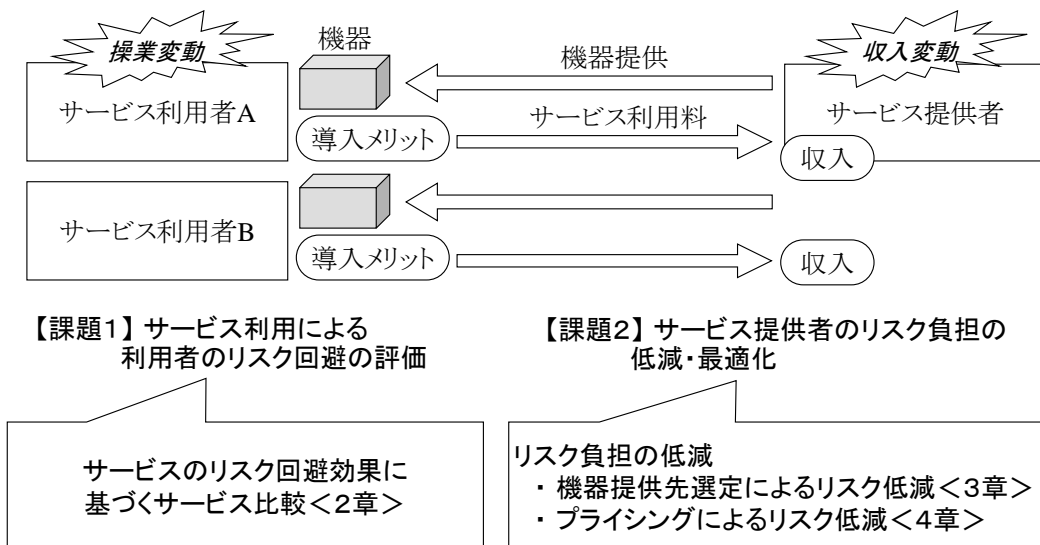 操業変動
機器
収入変動
機器提供
サービス利用者A
サービス提供者
サービス利用料
導入メリット
収入
サービス利用者B
導入メリット
収入
【課題1】 サービス利用による
利用者のリスク回避の評価
【課題2】 サービス提供者のリスク負担の
低減・最適化
サービスのリスク回避効果に
基づくサービス比較<2章>
リスク負担の低減
・ 機器提供先選定によるリスク低減<3章>
・ プライシングによるリスク低減<4章>